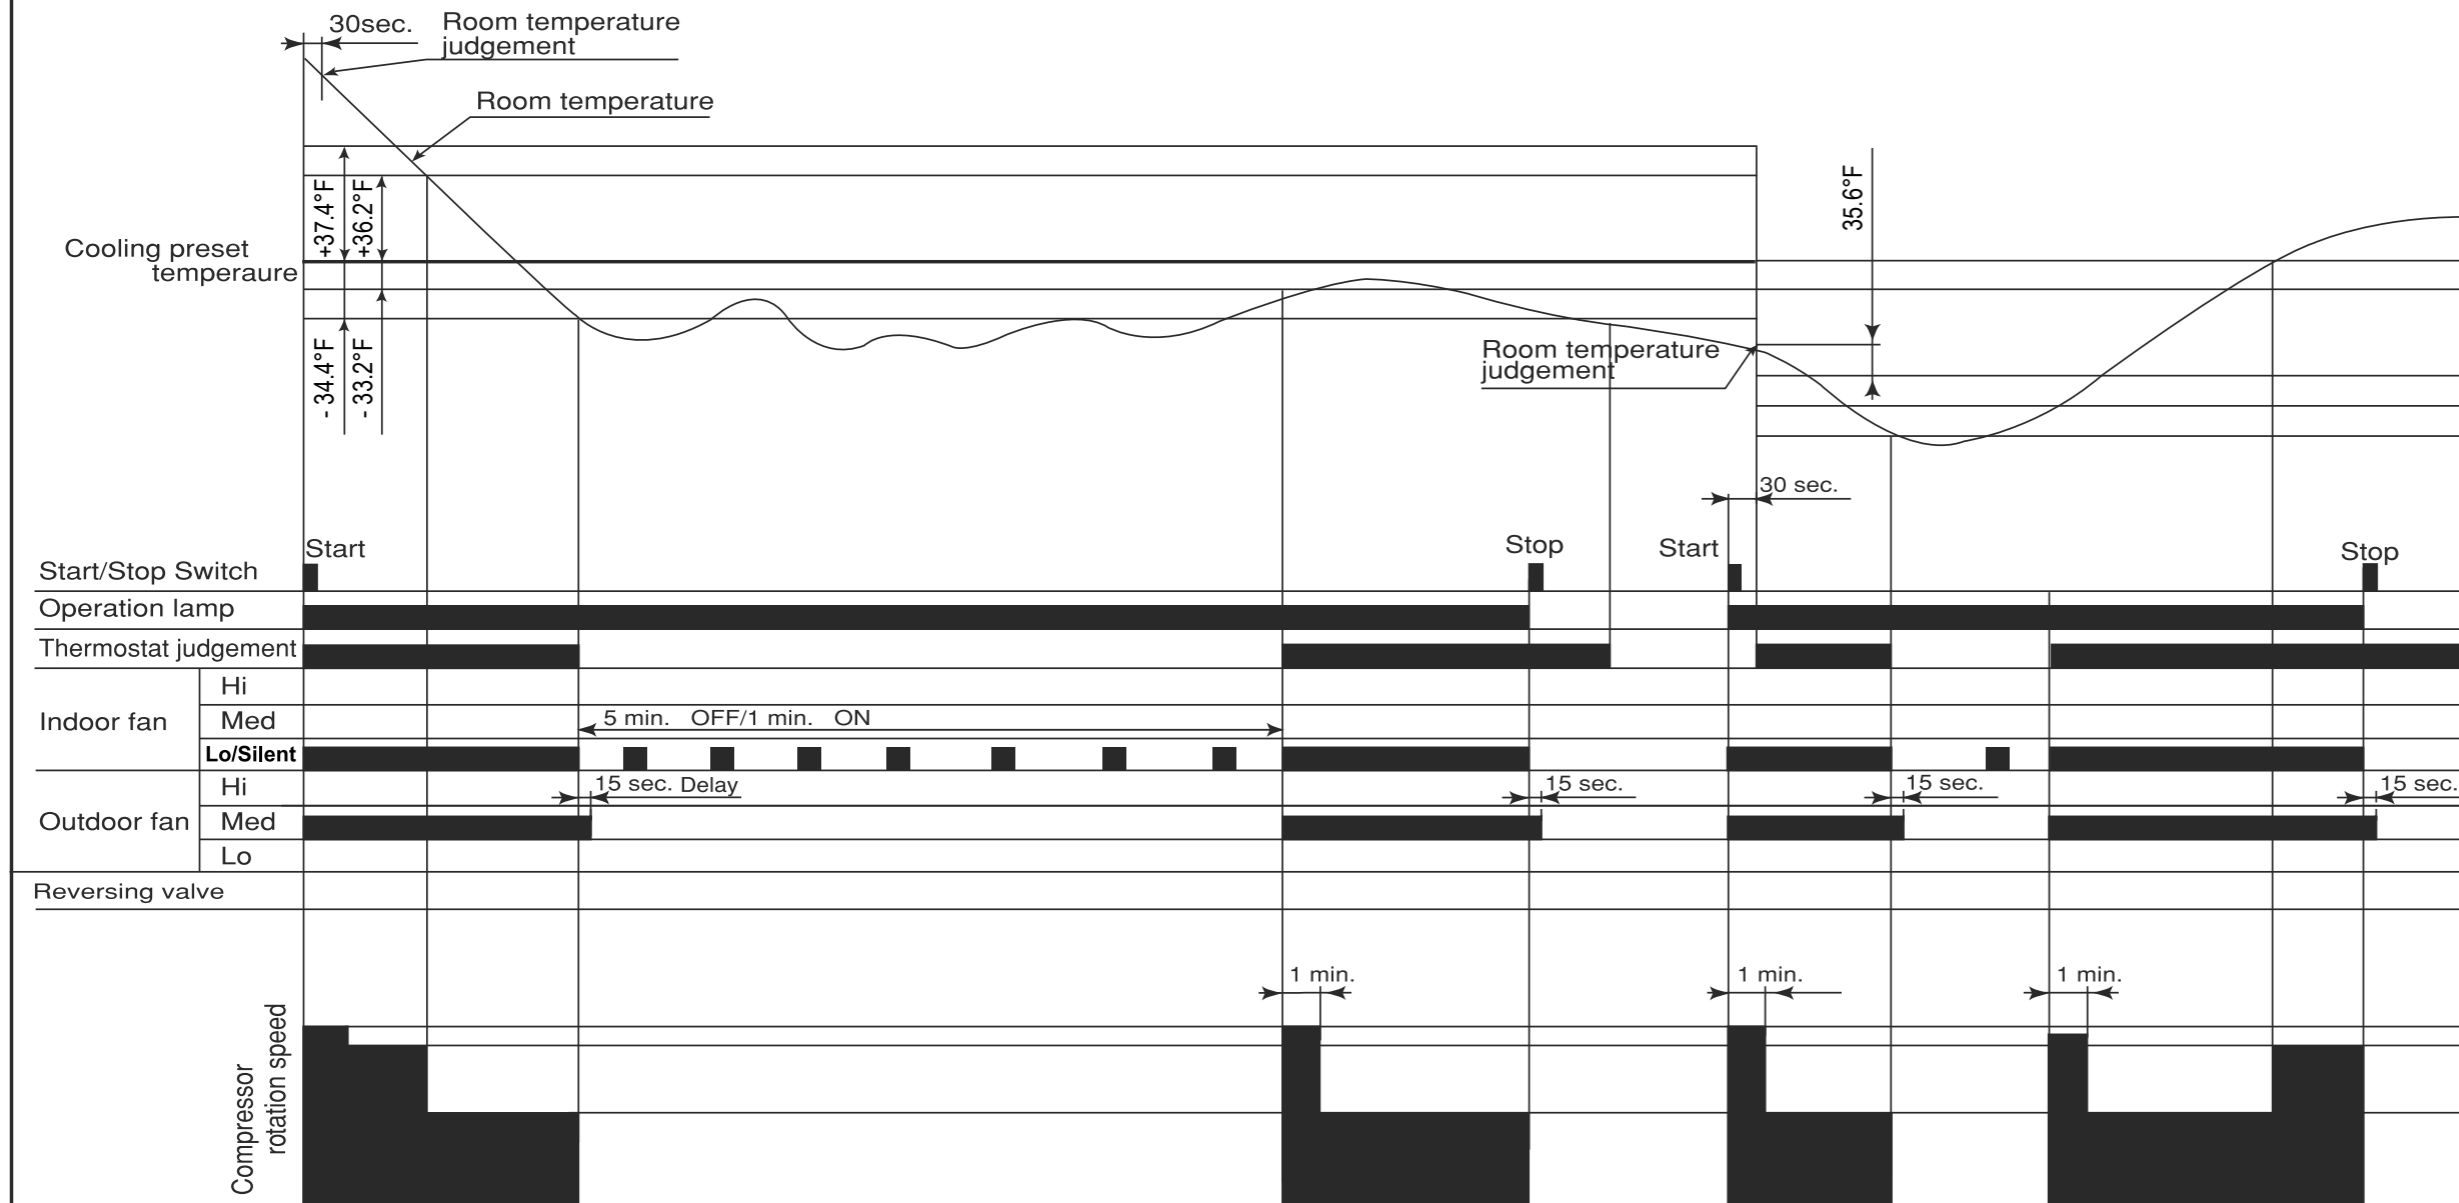 30sec.
Room temperature
judgement
Room temperature
+37.4°F
+36.2°F
35.6°F
Cooling preset
temperaure
- 34.4°F
- 33.2°F
Room temperature
judgement
30 sec.
Start
Stop
Start
Stop
Start/Stop Switch
Operation lamp
Thermostat judgement
Indoor fan
Hi
Med
5 min. OFF/1 min. ON
Lo/Silent
Outdoor fan
Hi
15 sec. Delay
15 sec.
15 sec.
15 sec.
Med
Lo
Reversing valve
1 min.
1 min.
1 min.
Compressor
rotation speed